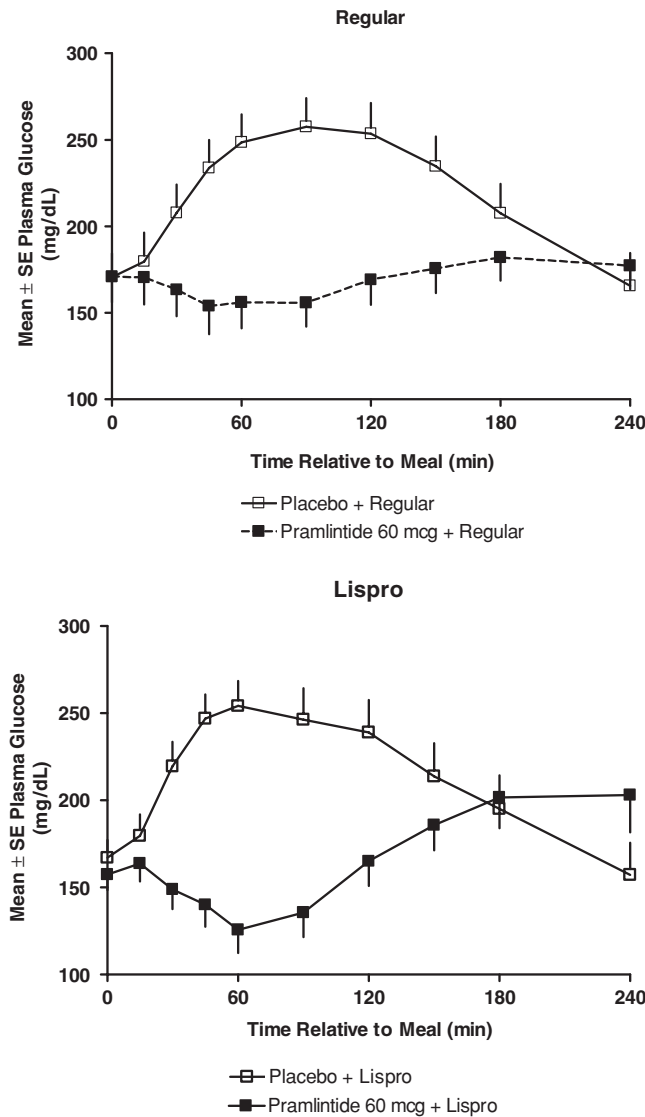 Regular
300
250
200
150
100
0 60 120 180 240
Mean ± SE Plasma Glucose
(mg/dL)
Time Relative to Meal (min)
Placebo + Regular
Pramlintide 60 mcg + Regular
Lispro
300
250
200
150
100
0 60 120 180 240
Mean ± SE Plasma Glucose
(mg/dL)
Time Relative to Meal (min)
Placebo + Lispro
Pramlintide 60 mcg + Lispro